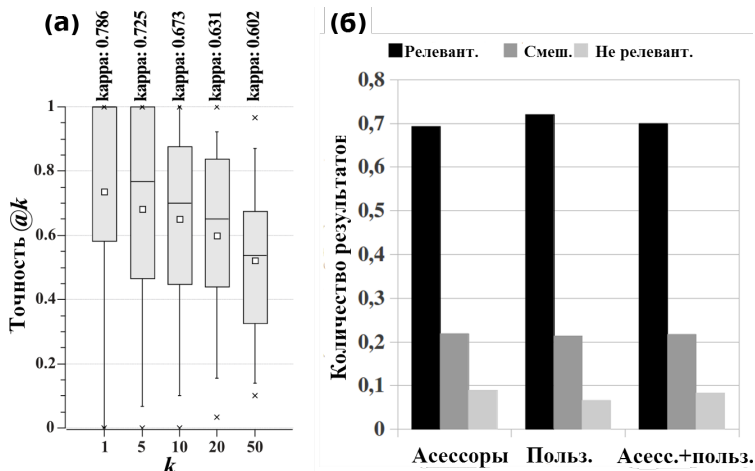 (a)
kappa: 0.786
kappa: 0.725
kappa: 0.673
kappa: 0.631
kappa: 0.602
Точность @k
1
0.8
0.6
0.4
0.2
0
1 5 10 20 50
k
(б)
Релевант. Смеш. Не релевант.
Количество результатов
0,8
0,7
0,6
0,5
0,4
0,3
0,2
0,1
0
Асессоры Польз. Асесс.+польз.